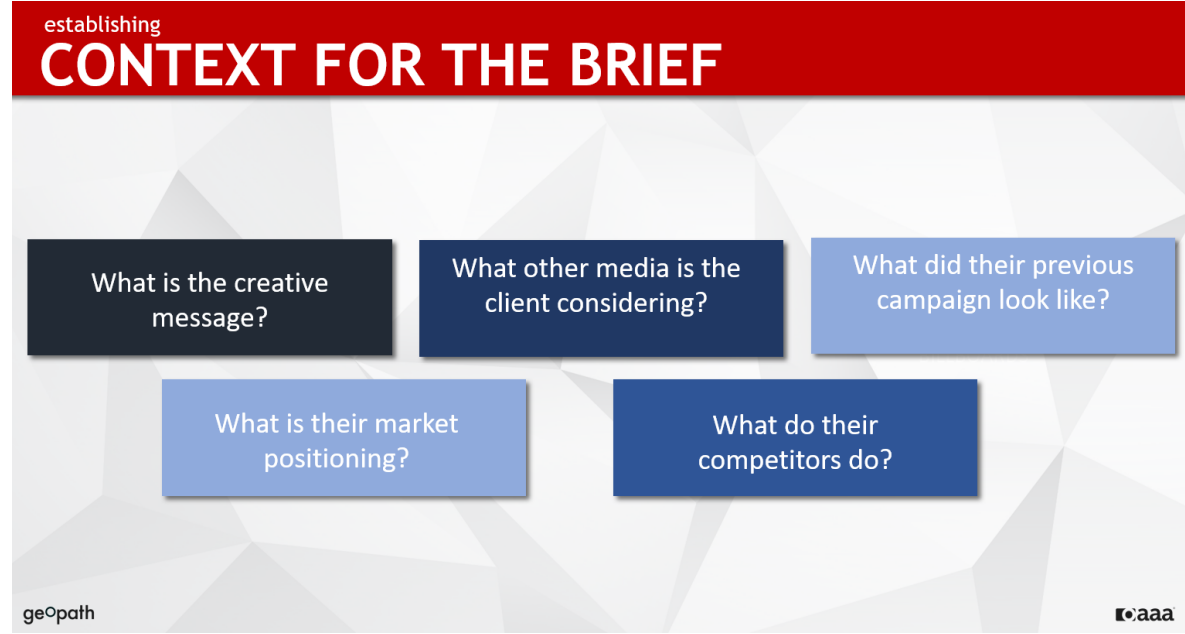 establishing
CONTEXT FOR THE BRIEF
What is the creative
message?
What other media is the
client considering?
What did their previous
campaign look like?
What is their market
positioning?
What do their
competitors do?
geopath
oaaa